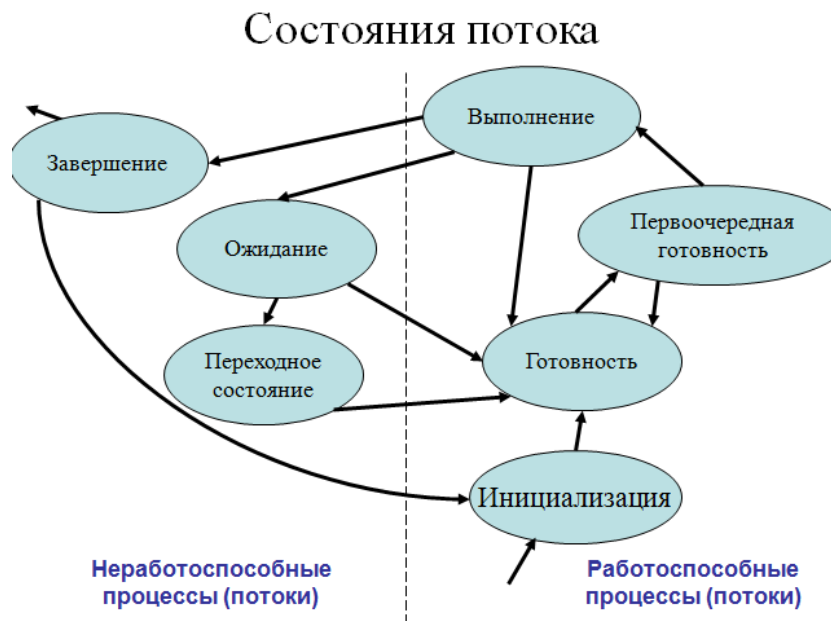 Состояния потока
Выполнение
Завершение
Первоочередная
готовность
Ожидание
Переходное
состояние
Готовность
Инициализация
Неработоспособные
процессы (потоки)
Работоспособные
процессы (потоки)